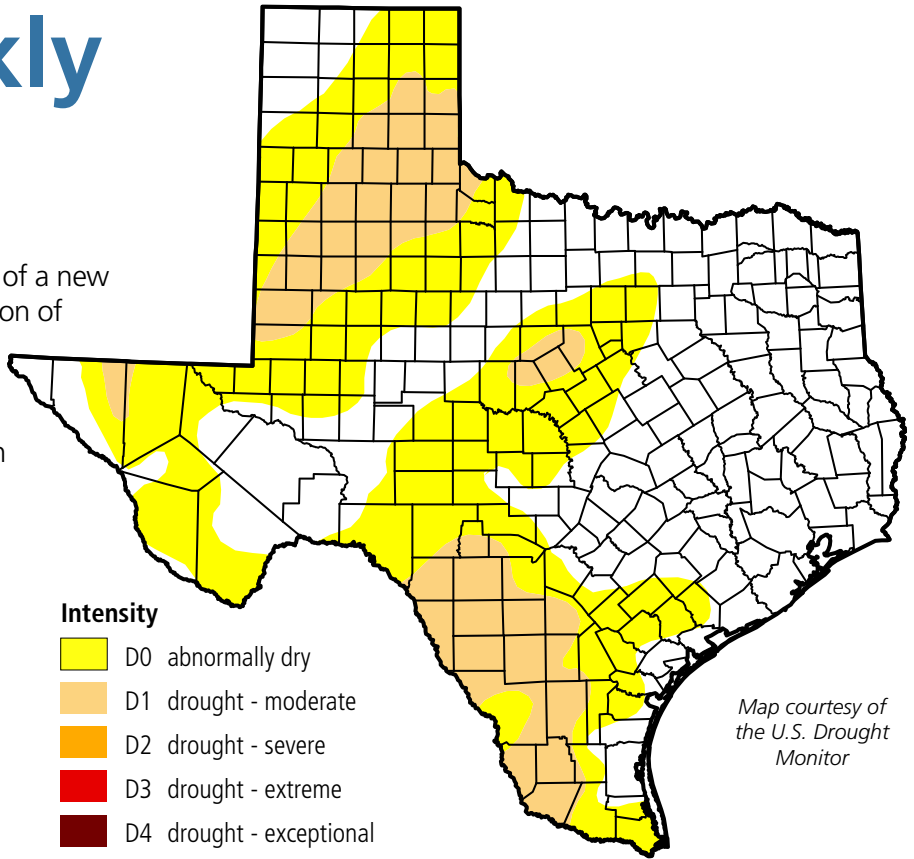 kly
of a new
on of
n
Intensity
D0 abnormally dry
D1 drought - moderate
D2 drought - severe
D3 drought - extreme
D4 drought - exceptional
Map courtesy of
the U.S. Drought
Monitor